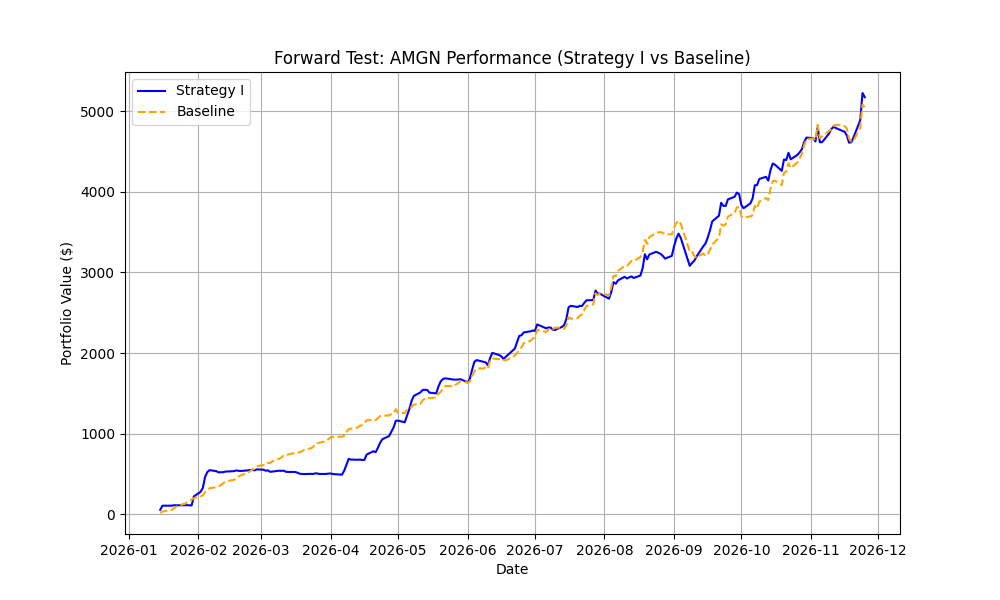 Forward Test: AMGN Performance (Strategy I vs Baseline)
Strategy I
Baseline
Portfolio Value ($)
5000
4000
3000
2000
1000
0
2026-01 2026-02 2026-03 2026-04 2026-05 2026-06 2026-07 2026-08 2026-09 2026-10 2026-11 2026-12
Date